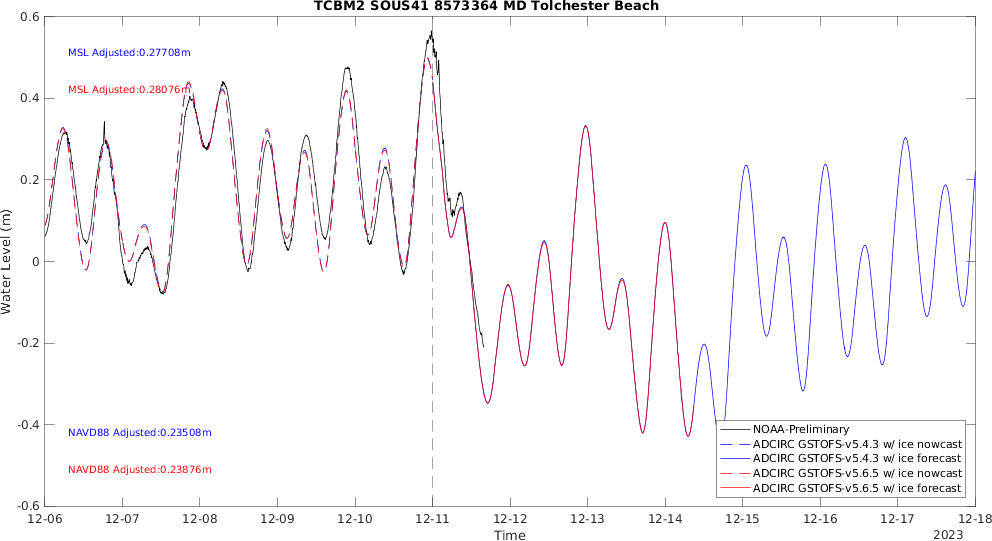 TCBM2 SOUS41 8573364 MD Tolchester Beach
0.6
MSL Adjusted:0.27708m
MSL Adjusted:0.28076m
0.4
0.2
0
-0.2
-0.4
-0.6
Water Level (m)
NAVD88 Adjusted:0.23508m
NAVD88 Adjusted:0.23876m
NOAA-Preliminary
ADCIRC GSTOFS-v5.4.3 w/ ice nowcast
ADCIRC GSTOFS-v5.4.3 w/ ice forecast
ADCIRC GSTOFS-v5.6.5 w/ ice nowcast
ADCIRC GSTOFS-v5.6.5 w/ ice forecast
12-06 12-07 12-08 12-09 12-10 12-11 12-12 12-13 12-14 12-15 12-16 12-17 12-18
Time
2023